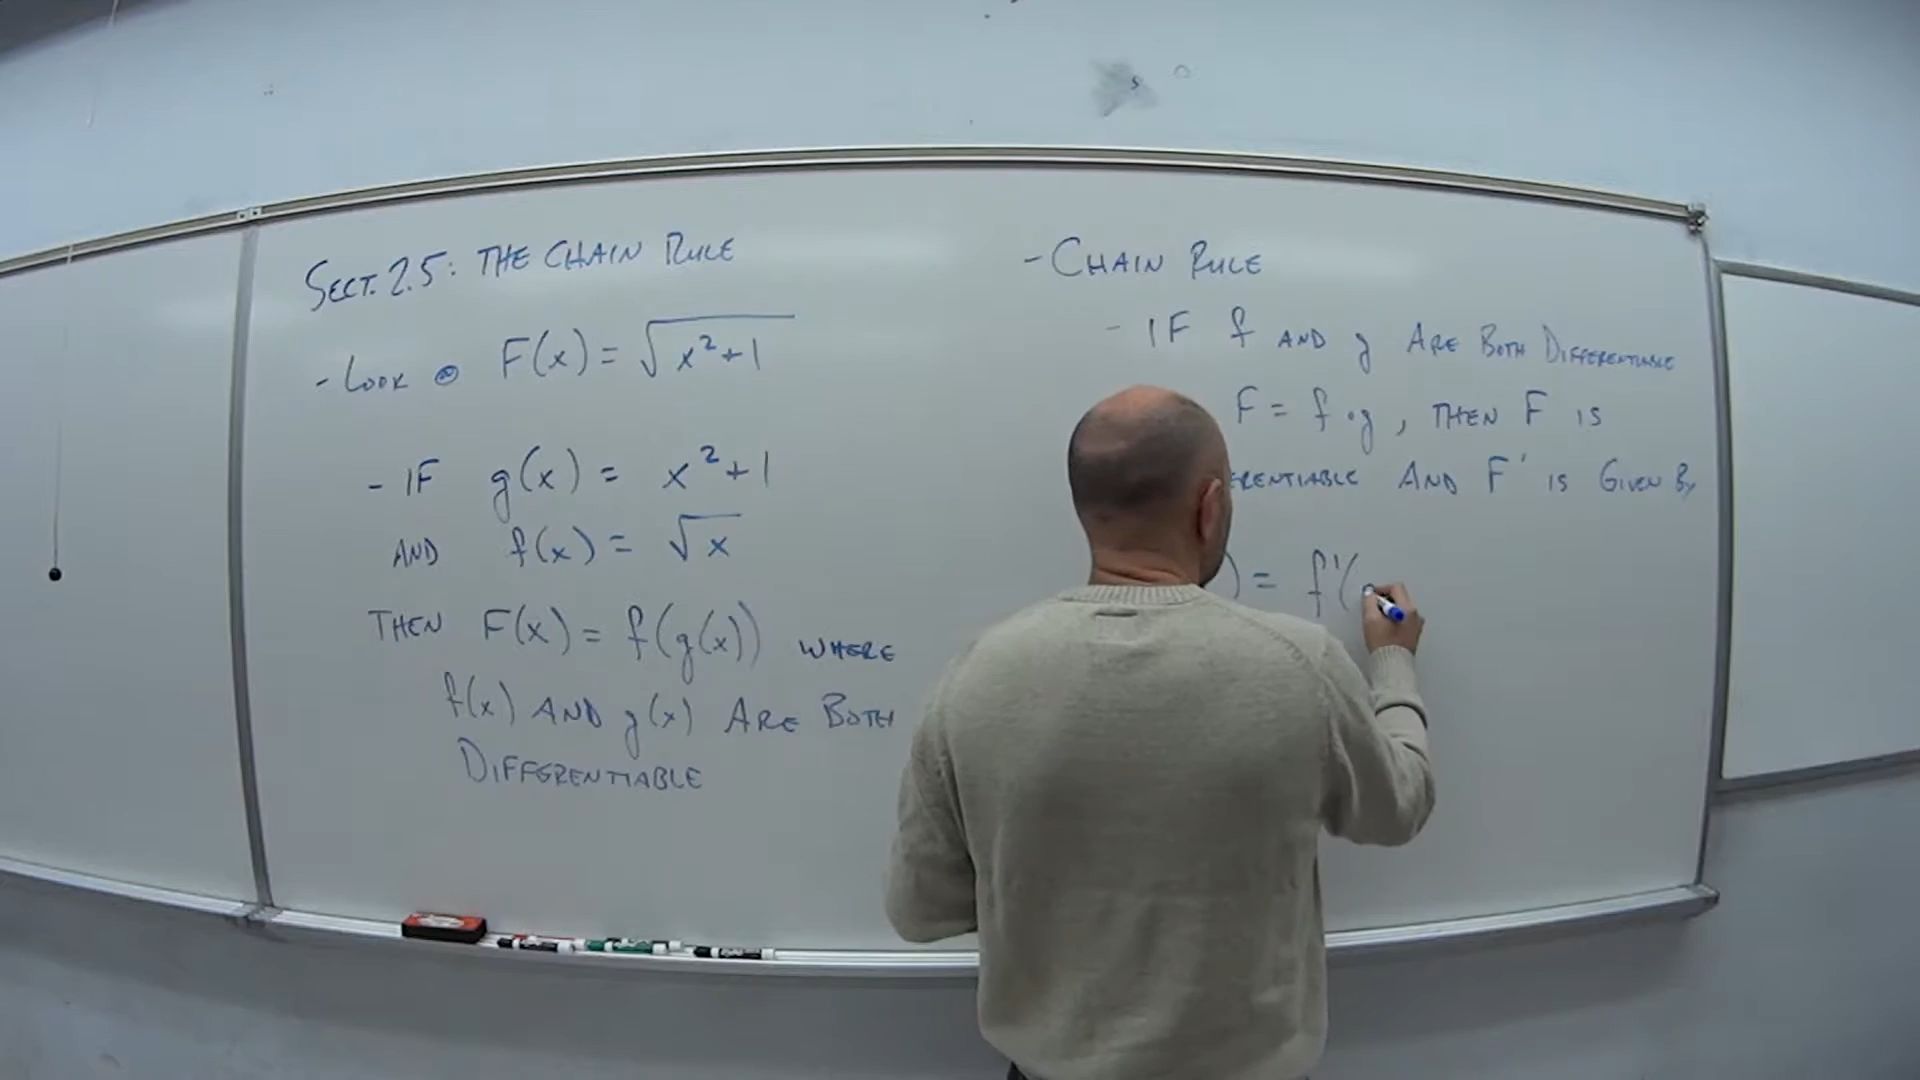 SECT. 2.5: THE CHAIN RULE
- LOOK @ F(x) = √(x²+1)
- IF g(x) = x²+1
AND f(x) = √x
THEN F(x) = f(g(x)) WHERE
f(x) AND g(x) ARE BOTH
DIFFERENTIABLE
- CHAIN RULE
- IF f AND g ARE BOTH DIFFERENTIABLE
F = f∘g, THEN F IS
ERENTIABLE AND F' IS GIVEN BY
) = f'(